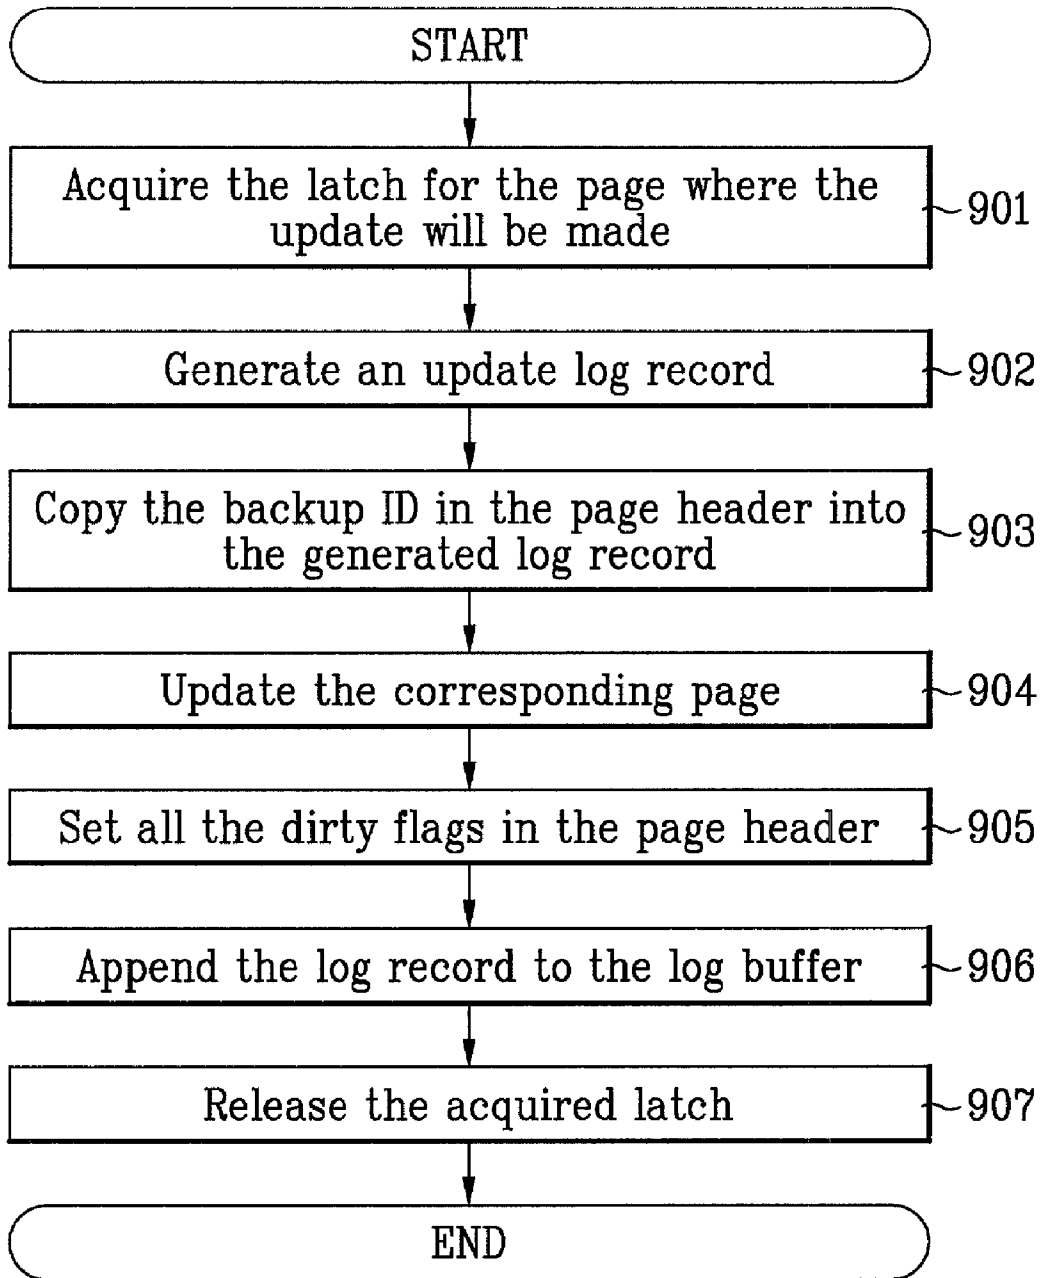 START
Acquire the latch for the page where the
update will be made
901
Generate an update log record
902
Copy the backup ID in the page header into
the generated log record
903
Update the corresponding page
904
Set all the dirty flags in the page header
905
Append the log record to the log buffer
906
Release the acquired latch
907
END